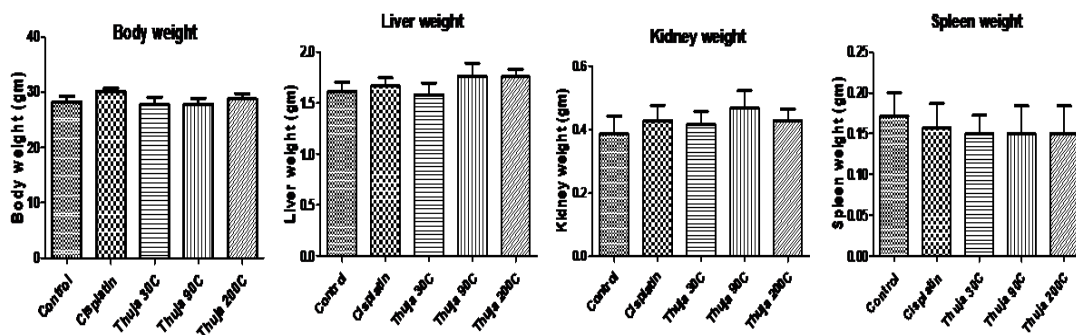 Body weight
Body weight (gm)
40
30
20
10
0
Control
Cisplatin
Thuja 30C
Thuja 90C
Thuja 200C
Liver weight
Liver weight (gm)
2.0
1.5
1.0
0.5
0.0
Control
Cisplatin
Thuja 30C
Thuja 90C
Thuja 200C
Kidney weight
Kidney weight (gm)
0.6
0.4
0.2
0.0
Control
Cisplatin
Thuja 30C
Thuja 90C
Thuja 200C
Spleen weight
Spleen weight (gm)
0.25
0.20
0.15
0.10
0.05
0.00
Control
Cisplatin
Thuja 30C
Thuja 90C
Thuja 200C